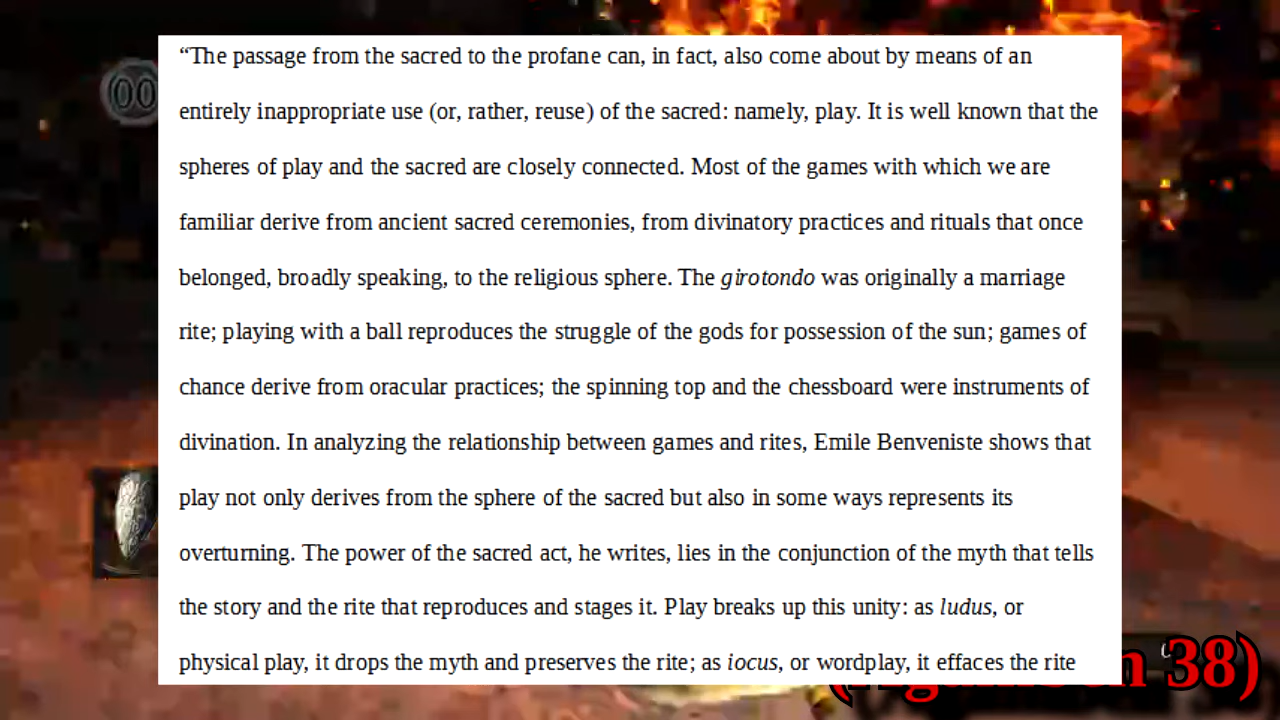 “The passage from the sacred to the profane can, in fact, also come about by means of an
entirely inappropriate use (or, rather, reuse) of the sacred: namely, play. It is well known that the
spheres of play and the sacred are closely connected. Most of the games with which we are
familiar derive from ancient sacred ceremonies, from divinatory practices and rituals that once
belonged, broadly speaking, to the religious sphere. The girotondo was originally a marriage
rite; playing with a ball reproduces the struggle of the gods for possession of the sun; games of
chance derive from oracular practices; the spinning top and the chessboard were instruments of
divination. In analyzing the relationship between games and rites, Emile Benveniste shows that
play not only derives from the sphere of the sacred but also in some ways represents its
overturning. The power of the sacred act, he writes, lies in the conjunction of the myth that tells
the story and the rite that reproduces and stages it. Play breaks up this unity: as ludus, or
physical play, it drops the myth and preserves the rite; as iocus, or wordplay, it effaces the rite
38)